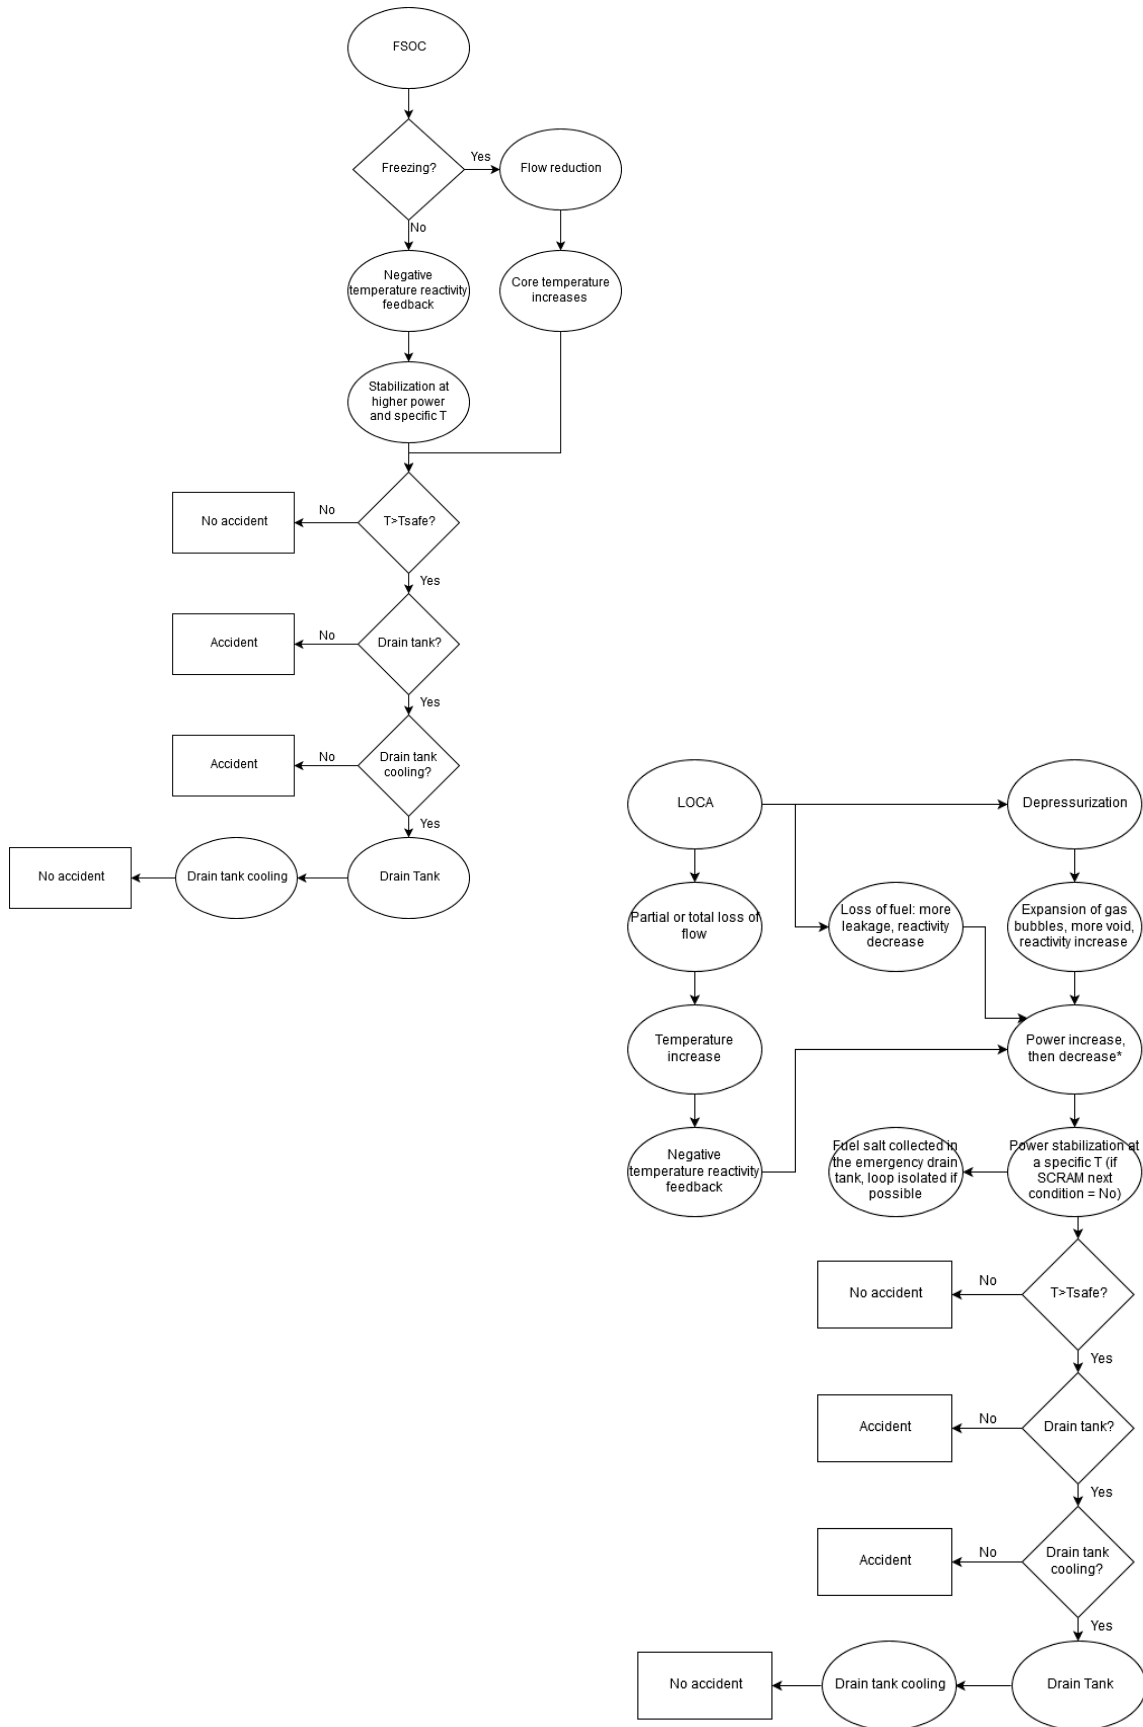 FSOC
Freezing?
Yes
Flow reduction
No
Negative
temperature reactivity
feedback
Core temperature
increases
Stabilization at
higher power
and specific T
No accident
No
T>Tsafe?
Yes
Accident
No
Drain tank?
Yes
Accident
No
Drain tank
cooling?
Yes
No accident
Drain tank cooling
Drain Tank
LOCA
Depressurization
Partial or total loss of
flow
Loss of fuel: more
leakage, reactivity
decrease
Expansion of gas
bubbles, more void,
reactivity increase
Temperature
increase
Power increase,
then decrease*
Negative
temperature reactivity
feedback
Fuel salt collected in
the emergency drain
tank, loop isolated if
possible
Power stabilization at
a specific T (if
SCRAM next
condition = No)
No accident
No
T>Tsafe?
Yes
Accident
No
Drain tank?
Yes
Accident
No
Drain tank
cooling?
Yes
No accident
Drain tank cooling
Drain Tank